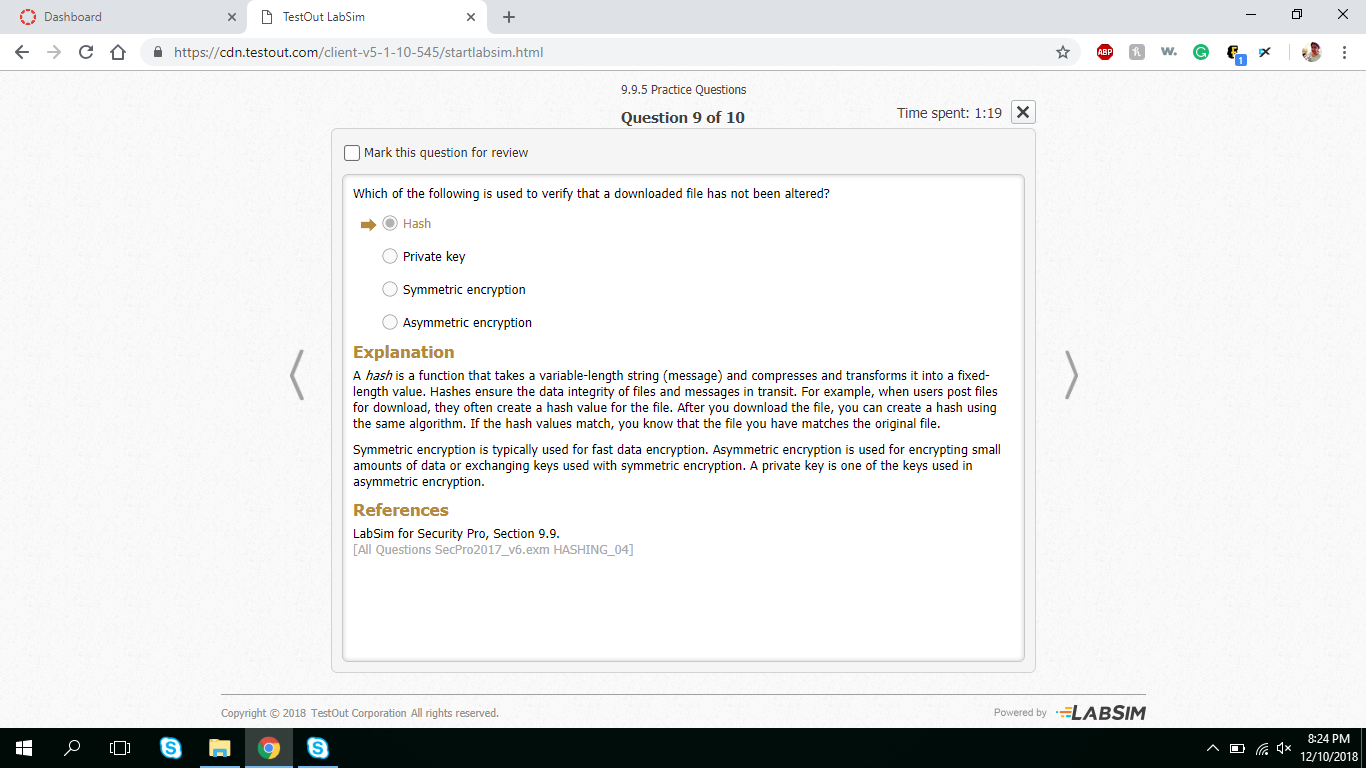 Dashboard
TestOut LabSim
https://cdn.testout.com/client-v5-1-10-545/startlabsim.html
ABP
w.
1
9.9.5 Practice Questions
Question 9 of 10
Time spent: 1:19
Mark this question for review
Which of the following is used to verify that a downloaded file has not been altered?
Hash
Private key
Symmetric encryption
Asymmetric encryption
Explanation
A hash is a function that takes a variable-length string (message) and compresses and transforms it into a fixed-
length value. Hashes ensure the data integrity of files and messages in transit. For example, when users post files
for download, they often create a hash value for the file. After you download the file, you can create a hash using
the same algorithm. If the hash values match, you know that the file you have matches the original file.
Symmetric encryption is typically used for fast data encryption. Asymmetric encryption is used for encrypting small
amounts of data or exchanging keys used with symmetric encryption. A private key is one of the keys used in
asymmetric encryption.
References
LabSim for Security Pro, Section 9.9.
[All Questions SecPro2017_v6.exm HASHING_04]
Copyright © 2018 TestOut Corporation All rights reserved.
Powered by LABSIM
8:24 PM
12/10/2018